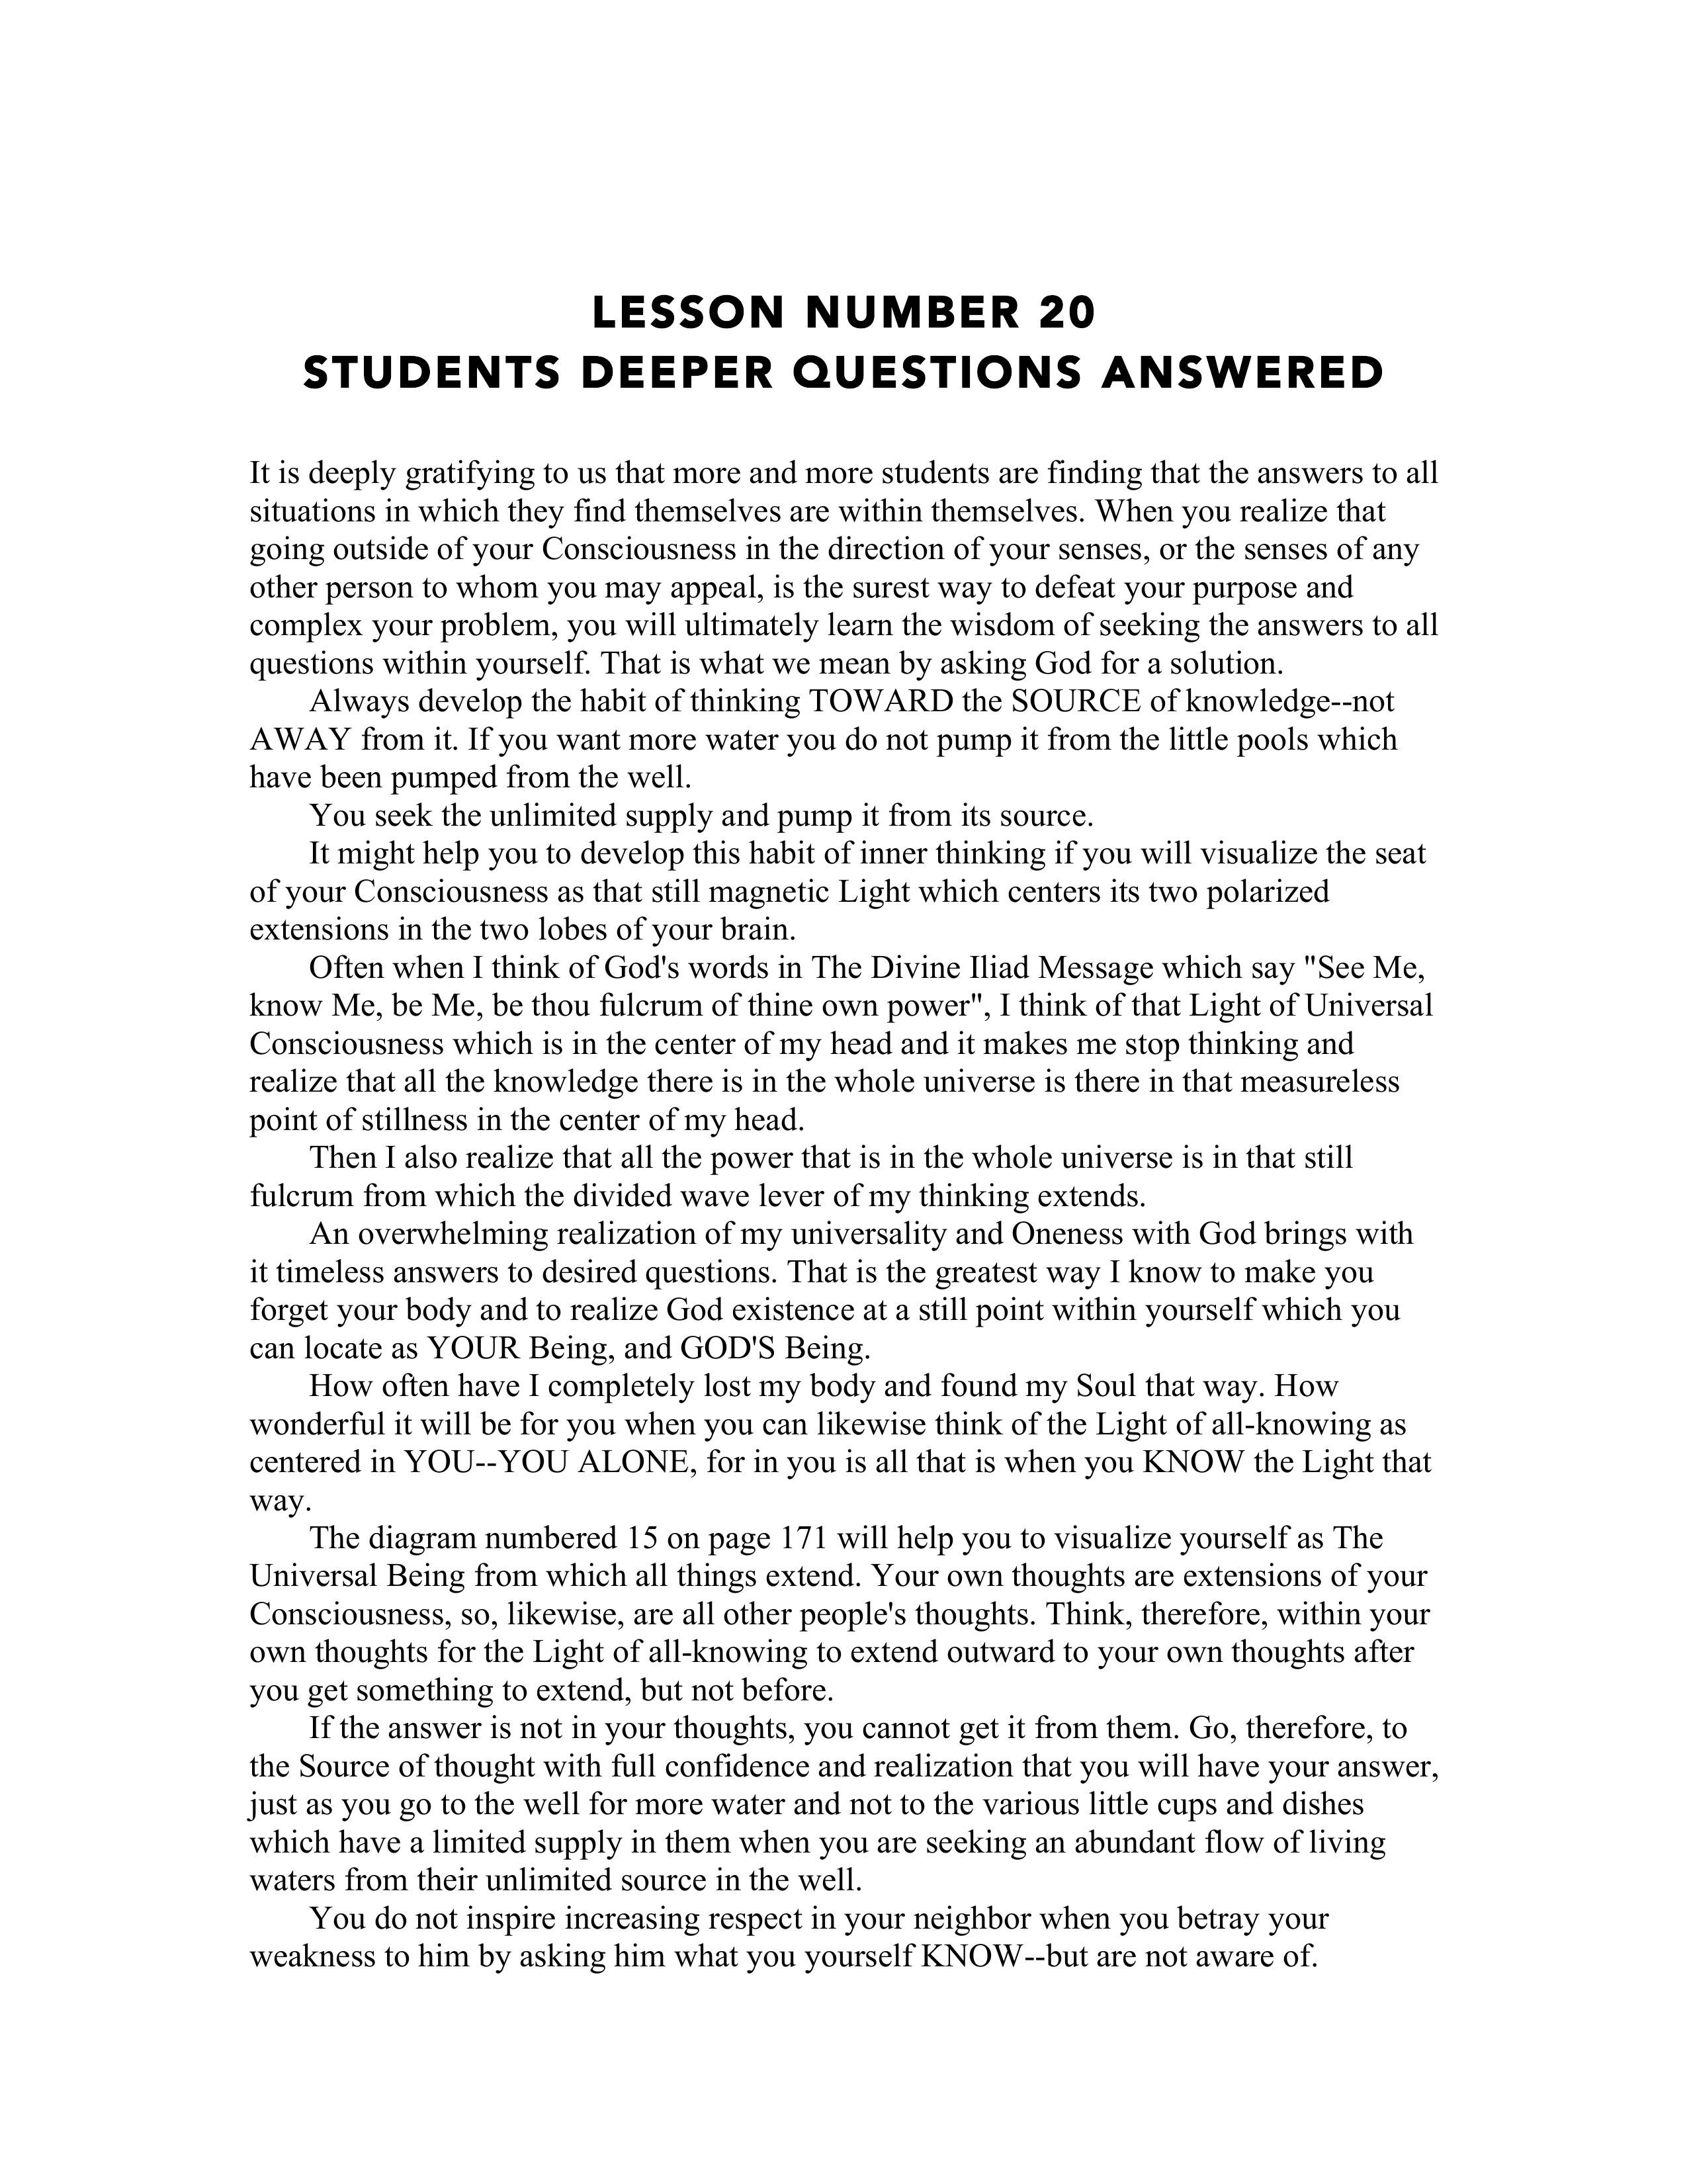 LESSON NUMBER 20
STUDENTS DEEPER QUESTIONS ANSWERED
It is deeply gratifying to us that more and more students are finding that the answers to all
situations in which they find themselves are within themselves. When you realize that
going outside of your Consciousness in the direction of your senses, or the senses of any
other person to whom you may appeal, is the surest way to defeat your purpose and
complex your problem, you will ultimately learn the wisdom of seeking the answers to all
questions within yourself. That is what we mean by asking God for a solution.
Always develop the habit of thinking TOWARD the SOURCE of knowledge--not
AWAY from it. If you want more water you do not pump it from the little pools which
have been pumped from the well.
You seek the unlimited supply and pump it from its source.
It might help you to develop this habit of inner thinking if you will visualize the seat
of your Consciousness as that still magnetic Light which centers its two polarized
extensions in the two lobes of your brain.
Often when I think of God's words in The Divine Iliad Message which say "See Me,
know Me, be Me, be thou fulcrum of thine own power", I think of that Light of Universal
Consciousness which is in the center of my head and it makes me stop thinking and
realize that all the knowledge there is in the whole universe is there in that measureless
point of stillness in the center of my head.
Then I also realize that all the power that is in the whole universe is in that still
fulcrum from which the divided wave lever of my thinking extends.
An overwhelming realization of my universality and Oneness with God brings with
it timeless answers to desired questions. That is the greatest way I know to make you
forget your body and to realize God existence at a still point within yourself which you
can locate as YOUR Being, and GOD'S Being.
How often have I completely lost my body and found my Soul that way. How
wonderful it will be for you when you can likewise think of the Light of all-knowing as
centered in YOU--YOU ALONE, for in you is all that is when you KNOW the Light that
way.
The diagram numbered 15 on page 171 will help you to visualize yourself as The
Universal Being from which all things extend. Your own thoughts are extensions of your
Consciousness, so, likewise, are all other people's thoughts. Think, therefore, within your
own thoughts for the Light of all-knowing to extend outward to your own thoughts after
you get something to extend, but not before.
If the answer is not in your thoughts, you cannot get it from them. Go, therefore, to
the Source of thought with full confidence and realization that you will have your answer,
just as you go to the well for more water and not to the various little cups and dishes
which have a limited supply in them when you are seeking an abundant flow of living
waters from their unlimited source in the well.
You do not inspire increasing respect in your neighbor when you betray your
weakness to him by asking him what you yourself KNOW--but are not aware of.